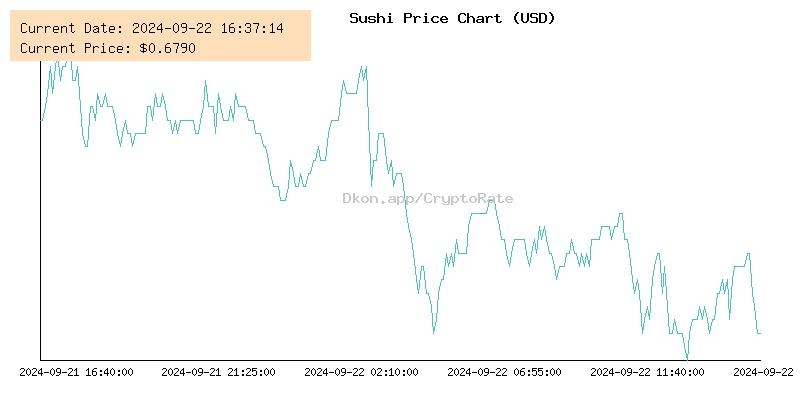 Sushi Price Chart (USD)
Current Date: 2024-09-22 16:37:14
Current Price: $0.6790
Dkon.app/CryptoRate
2024-09-21 16:40:00 2024-09-21 21:25:00 2024-09-22 02:10:00 2024-09-22 06:55:00 2024-09-22 11:40:00 2024-09-22